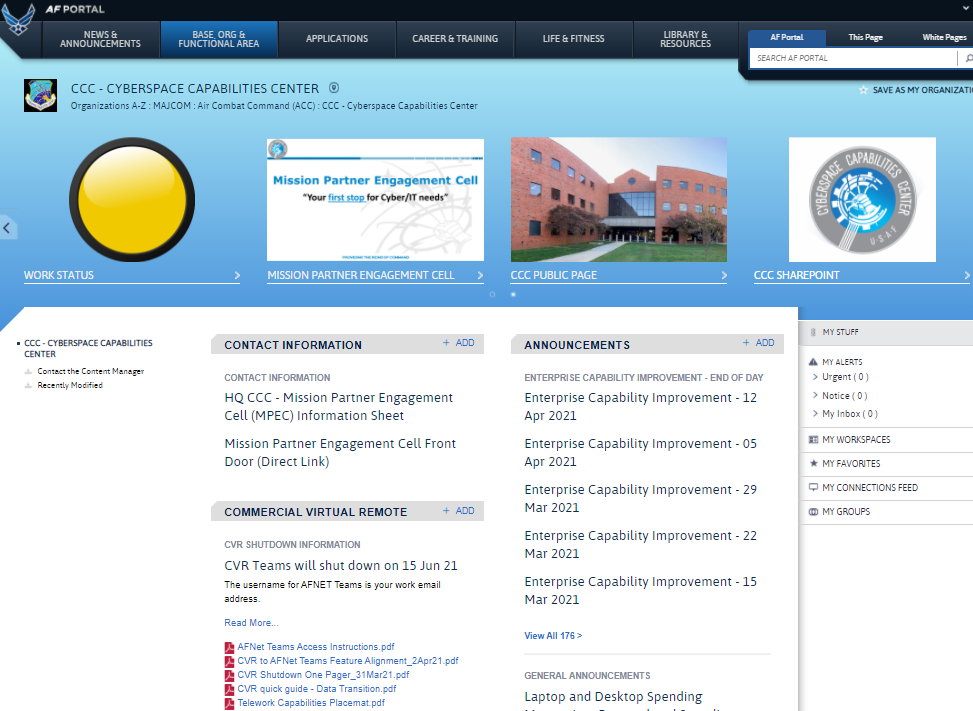 AF PORTAL
NEWS &
ANNOUNCEMENTS
BASE, ORG &
FUNCTIONAL AREA
APPLICATIONS
CAREER & TRAINING
LIFE & FITNESS
LIBRARY &
RESOURCES
AF Portal
This Page
White Pages
SEARCH AF PORTAL
CCC - CYBERSPACE CAPABILITIES CENTER
Organizations A-Z : MAJCOM : Air Combat Command (ACC) : CCC - Cyberspace Capabilities Center
SAVE AS MY ORGANIZATI
Mission Partner Engagement Cell
"Your first stop for Cyber/IT needs"
CYBERSPACE CAPABILITIES CENTER
U·S·A·F
WORK STATUS
MISSION PARTNER ENGAGEMENT CELL
CCC PUBLIC PAGE
CCC SHAREPOINT
CCC - CYBERSPACE CAPABILITIES
CENTER
Contact the Content Manager
Recently Modified
CONTACT INFORMATION
+ ADD
CONTACT INFORMATION
HQ CCC - Mission Partner Engagement
Cell (MPEC) Information Sheet
Mission Partner Engagement Cell Front
Door (Direct Link)
COMMERCIAL VIRTUAL REMOTE
+ ADD
CVR SHUTDOWN INFORMATION
CVR Teams will shut down on 15 Jun 21
The username for AFNET Teams is your work email
address.
Read More...
AFNet Teams Access Instructions.pdf
CVR to AFNet Teams Feature Alignment_2Apr21.pdf
CVR Shutdown One Pager_31Mar21.pdf
CVR quick guide - Data Transition.pdf
Telework Capabilities Placemat.pdf
ANNOUNCEMENTS
+ ADD
ENTERPRISE CAPABILITY IMPROVEMENT - END OF DAY
Enterprise Capability Improvement - 12
Apr 2021
Enterprise Capability Improvement - 05
Apr 2021
Enterprise Capability Improvement - 29
Mar 2021
Enterprise Capability Improvement - 22
Mar 2021
Enterprise Capability Improvement - 15
Mar 2021
View All 176 >
GENERAL ANNOUNCEMENTS
Laptop and Desktop Spending
MY STUFF
MY ALERTS
Urgent ( 0 )
Notice ( 0 )
My Inbox ( 0 )
MY WORKSPACES
MY FAVORITES
MY CONNECTIONS FEED
MY GROUPS